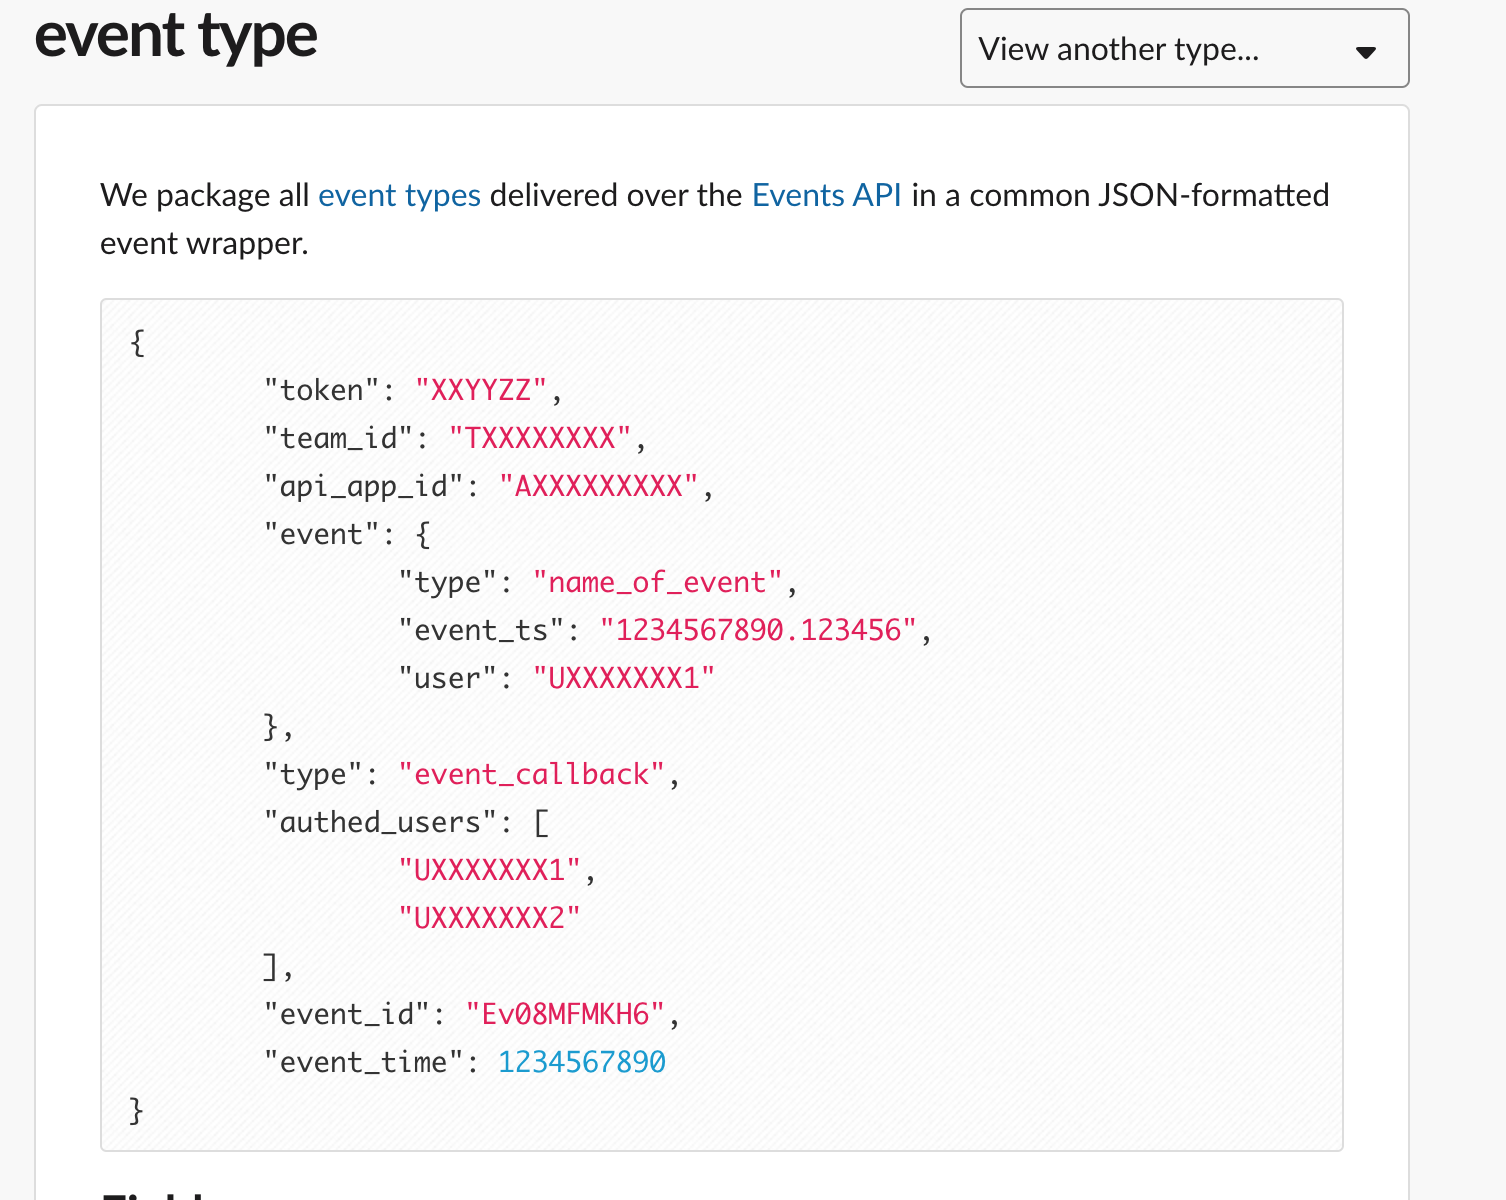 event type
View another type...
We package all event types delivered over the Events API in a common JSON-formatted
event wrapper.
{
"token": "XXYYZZ",
"team_id": "TXXXXXXXX",
"api_app_id": "AXXXXXXXXX",
"event": {
"type": "name_of_event",
"event_ts": "1234567890.123456",
"user": "UXXXXXXX1"
},
"type": "event_callback",
"authed_users": [
"UXXXXXXX1",
"UXXXXXXX2"
],
"event_id": "Ev08MFMKH6",
"event_time": 1234567890
}